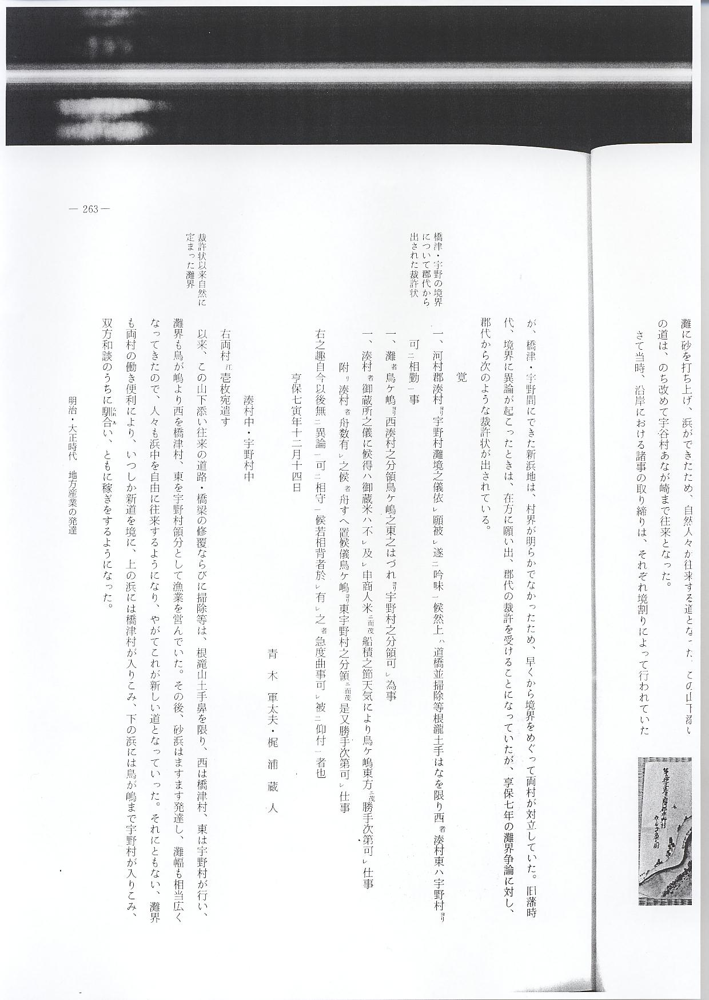 灘に砂を打ち上げ、浜ができたため、自然人々が往来する道となった。この山下添い
の道は、のち改めて宇谷村あなが崎まで往来となった。
さて当時、沿岸における諸事の取り締りは、それぞれ境割りによって行われていた
が、橋津・宇野間にできた新浜地は、村界が明らかでなかったため、早くから境界をめぐって両村が対立していた。旧藩時
代、境界に異論が起こったときは、在方に願い出、郡代の裁許を受けることになっていたが、享保七年の灘界争論に対し、
郡代から次のような裁許状が出されている。
橋津・宇野の境界
について郡代から
出された裁許状
覚
一、河村郡湊村ヨリ宇野村灘境之儀依レ願被レ遂ニ吟味一候然上ハ道橋並掃除等根瀧土手はなを限り西者湊村東ハ宇野村ヨリ
可ニ相勤一事
一、灘者鳥ケ嶋ヨリ西湊村之分領鳥ケ嶋之東之はづれヨリ宇野村之分領可レ為事
一、湊村者御蔵所之儀に候得ハ御蔵米ハ不レ及レ申商人米ニ而茂船積之節天気により鳥ケ嶋東方ニ茂勝手次第可レ仕事
附リ湊村者舟数有レ之候者舟すへ置候儀鳥ケ嶋ヨリ東宇野村之分領ニ而茂是又勝手次第可レ仕事
右之趣自今以後無ニ異論一可ニ相守一候若相背者於レ有レ之者急度曲事可レ被ニ仰付一者也
享保七寅年十二月十四日
青木軍太夫・梶浦蔵人
湊村中・宇野村中
右両村江壱枚宛遣す
裁許状以来自然に
定まった灘界
以来、この山下添い往来の道路・橋梁の修覆ならびに掃除等は、根滝山土手鼻を限り、西は橋津村、東は宇野村が行い、
灘界も鳥が嶋より西を橋津村、東を宇野村領分として漁業を営んでいた。その後、砂浜はますます発達し、灘幅も相当広く
なってきたので、人々も浜中を自由に往来するようになり、やがてこれが新しい道となっていった。それにともない、灘界
も両村の働き便利により、いつしか新道を境に、上の浜には橋津村が入りこみ、下の浜には鳥が嶋まで宇野村が入りこみ、
双方和談のうちに馴合い、ともに稼ぎをするようになった。
明治・大正時代 地方産業の発達
― 263 ―